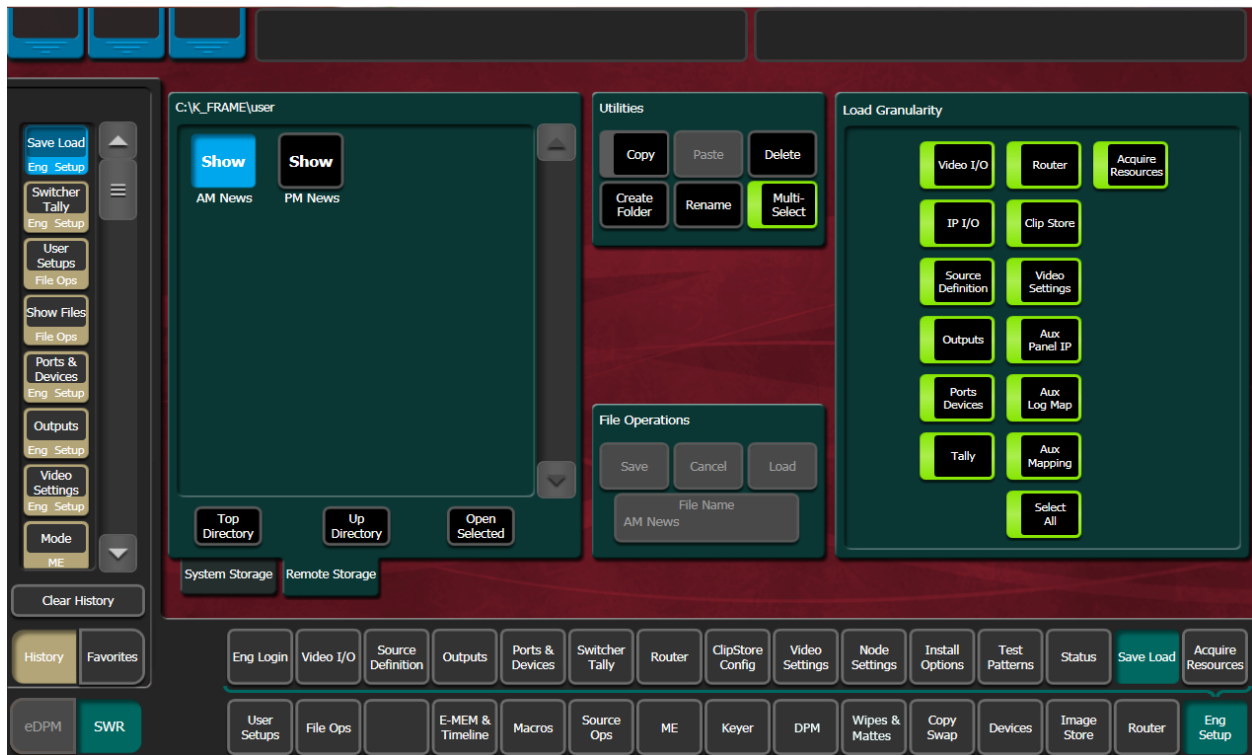 C:\K_FRAME\user
Show
AM News
Show
PM News
Top
Directory
Up
Directory
Open
Selected
System Storage
Remote Storage
Utilities
Copy
Paste
Delete
Create
Folder
Rename
Multi-
Select
File Operations
Save
Cancel
Load
File Name
AM News
Load Granularity
Video I/O
Router
Acquire
Resources
IP I/O
Clip Store
Source
Definition
Video
Settings
Outputs
Aux
Panel IP
Ports
Devices
Aux
Log Map
Tally
Aux
Mapping
Select
All
Save Load
Eng Setup
Switcher
Tally
Eng Setup
User
Setups
File Ops
Show Files
File Ops
Ports &
Devices
Eng Setup
Outputs
Eng Setup
Video
Settings
Eng Setup
Mode
ME
Clear History
History
Favorites
eDPM
SWR
Eng Login
Video I/O
Source
Definition
Outputs
Ports &
Devices
Switcher
Tally
Router
ClipStore
Config
Video
Settings
Node
Settings
Install
Options
Test
Patterns
Status
Save Load
Acquire
Resources
User
Setups
File Ops
E-MEM &
Timeline
Macros
Source
Ops
ME
Keyer
DPM
Wipes &
Mattes
Copy
Swap
Devices
Image
Store
Router
Eng
Setup